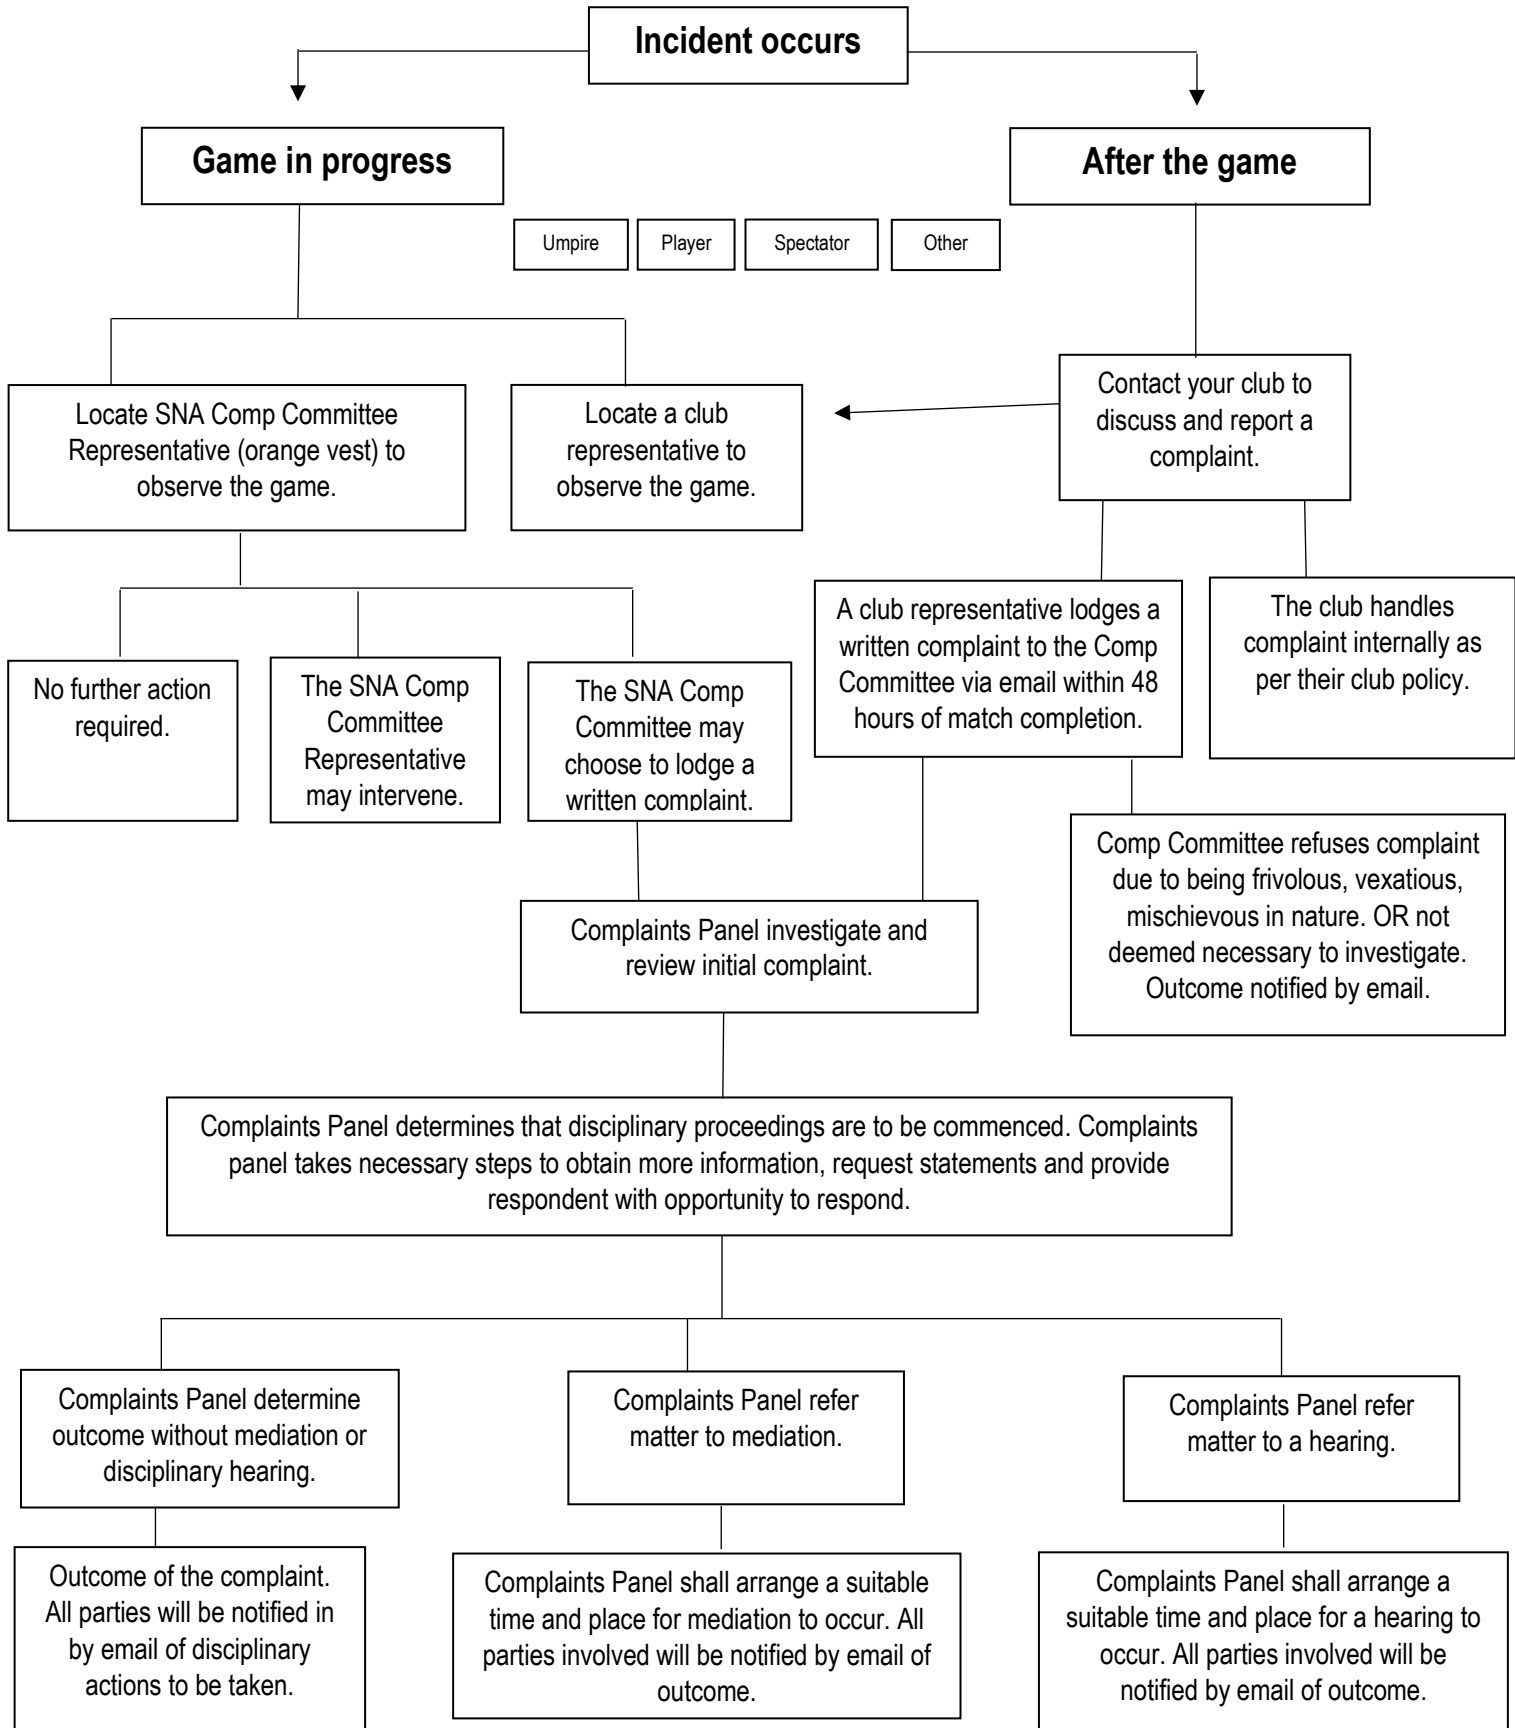 Incident occurs
Game in progress
After the game
Umpire
Player
Spectator
Other
Locate SNA Comp Committee
Representative (orange vest) to
observe the game.
Locate a club
representative to
observe the game.
Contact your club to
discuss and report a
complaint.
No further action
required.
The SNA Comp
Committee
Representative
may intervene.
The SNA Comp
Committee may
choose to lodge a
written complaint.
A club representative lodges a
written complaint to the Comp
Committee via email within 48
hours of match completion.
The club handles
complaint internally as
per their club policy.
Comp Committee refuses complaint
due to being frivolous, vexatious,
mischievous in nature. OR not
deemed necessary to investigate.
Outcome notified by email.
Complaints Panel investigate and
review initial complaint.
Complaints Panel determines that disciplinary proceedings are to be commenced. Complaints
panel takes necessary steps to obtain more information, request statements and provide
respondent with opportunity to respond.
Complaints Panel determine
outcome without mediation or
disciplinary hearing.
Complaints Panel refer
matter to mediation.
Complaints Panel refer
matter to a hearing.
Outcome of the complaint.
All parties will be notified in
by email of disciplinary
actions to be taken.
Complaints Panel shall arrange a suitable
time and place for mediation to occur. All
parties involved will be notified by email of
outcome.
Complaints Panel shall arrange a
suitable time and place for a hearing to
occur. All parties involved will be
notified by email of outcome.